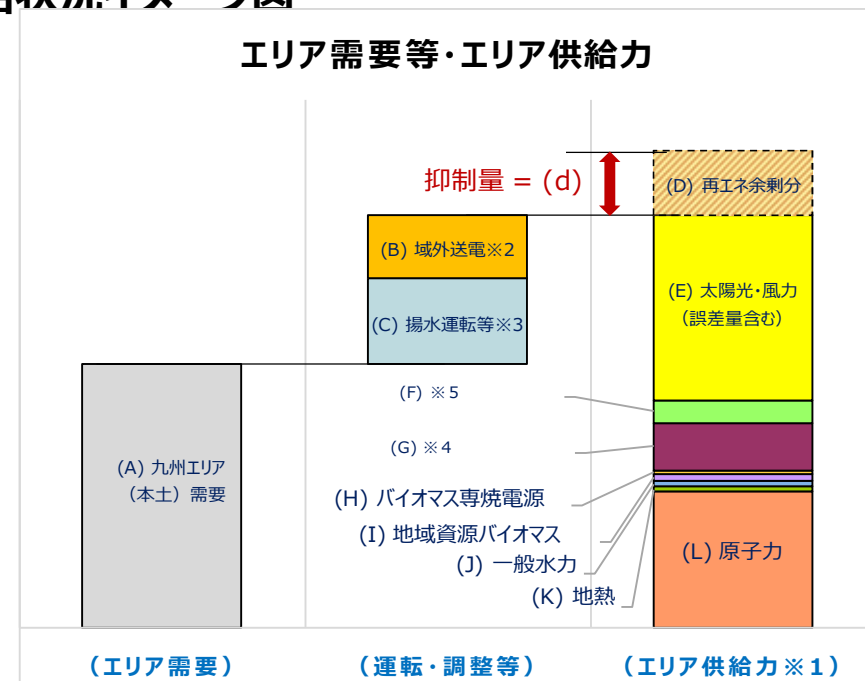 エリア需要等・エリア供給力
抑制量 = (d)
(D) 再エネ余剰分
(B) 域外送電※2
(E) 太陽光・風力
（誤差量含む）
(C) 揚水運転等※3
(F) ※5
(G) ※4
(A) 九州エリア
（本土）需要
(H) バイオマス専焼電源
(I) 地域資源バイオマス
(J) 一般水力
(L) 原子力
(K) 地熱
（エリア需要）
（運転・調整等）
（エリア供給力※1）